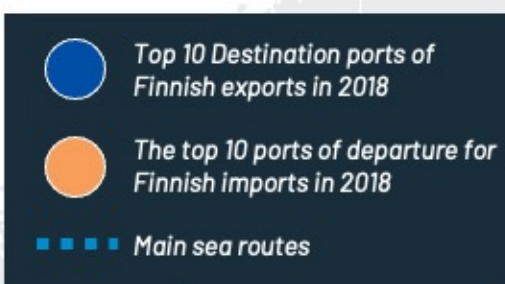 Top 10 Destination ports of
Finnish exports in 2018
The top 10 ports of departure for
Finnish imports in 2018
Main sea routes